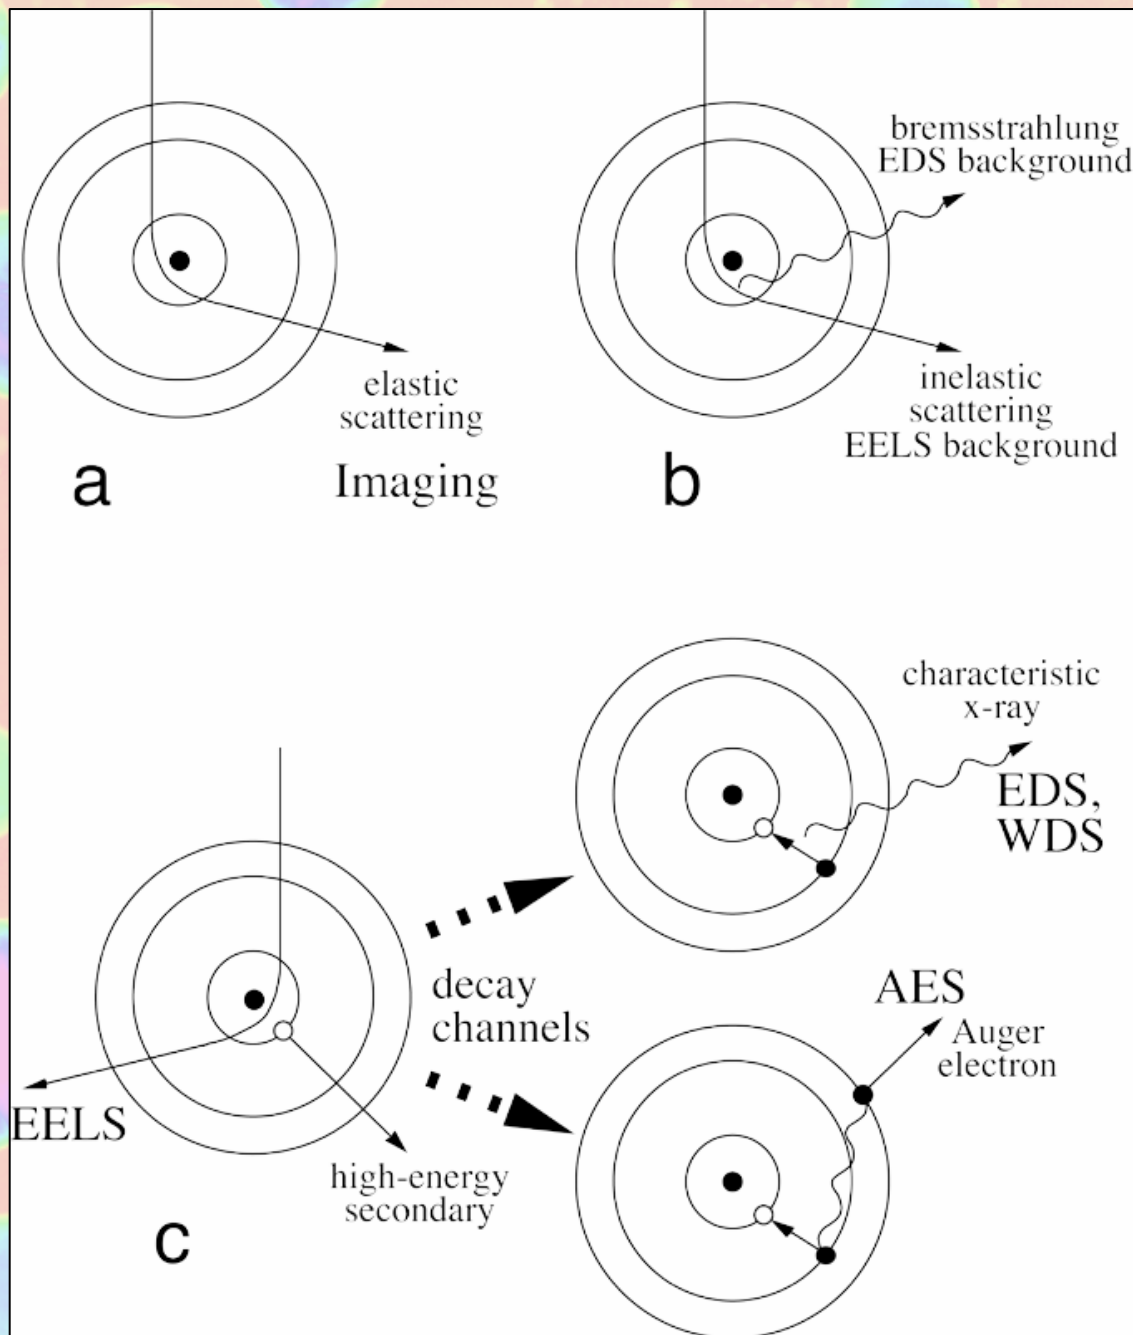 elastic
scattering
Imaging
a
bremsstrahlung
EDS background
inelastic
scattering
EELS background
b
EELS
high-energy
secondary
c
decay
channels
characteristic
x-ray
EDS,
WDS
AES
Auger
electron